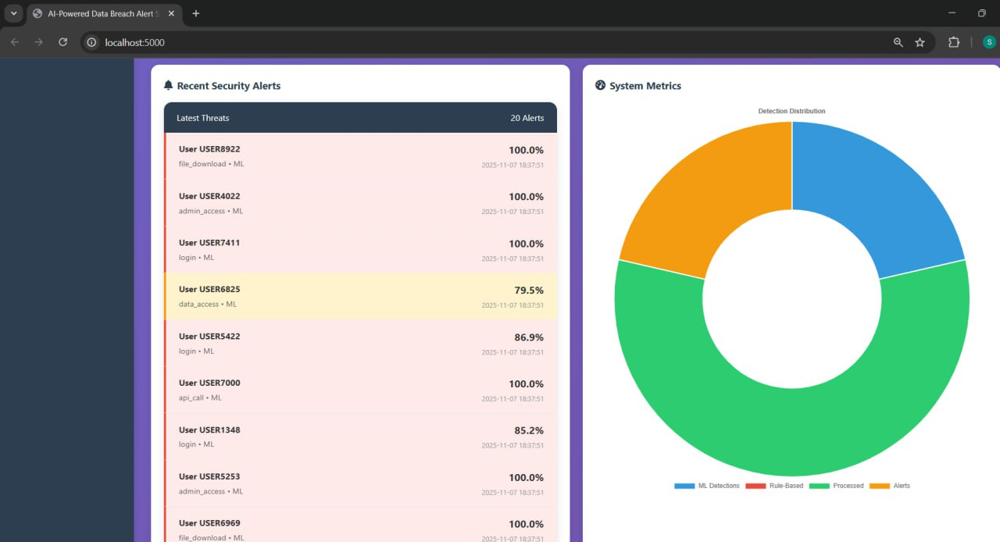 AI-Powered Data Breach Alert S
localhost:5000
S
Recent Security Alerts
Latest Threats 20 Alerts
User USER8922 100.0%
file_download • ML 2025-11-07 18:37:51
User USER4022 100.0%
admin_access • ML 2025-11-07 18:37:51
User USER7411 100.0%
login • ML 2025-11-07 18:37:51
User USER6825 79.5%
data_access • ML 2025-11-07 18:37:51
User USER5422 86.9%
login • ML 2025-11-07 18:37:51
User USER7000 100.0%
api_call • ML 2025-11-07 18:37:51
User USER1348 85.2%
login • ML 2025-11-07 18:37:51
User USER5253 100.0%
admin_access • ML 2025-11-07 18:37:51
User USER6969 100.0%
file_download • ML 2025-11-07 18:37:51
System Metrics
Detection Distribution
ML Detections Rule-Based Processed Alerts